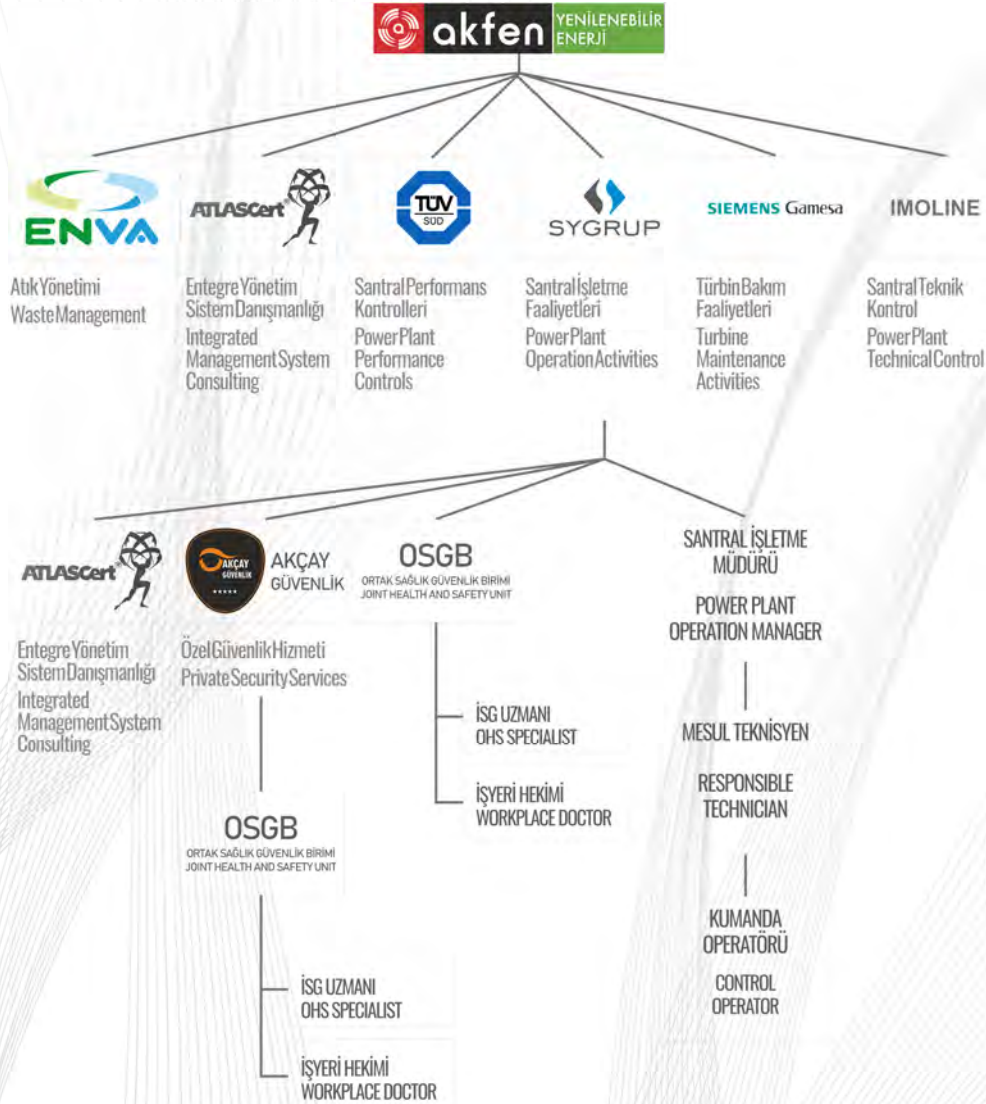 akfen YENİLENEBİLİR
ENERJİ
ENVA
Atık Yönetimi
Waste Management
ATLASCert®
Entegre Yönetim
Sistem Danışmanlığı
Integrated
Management System
Consulting
TÜV
SUD
Santral Performans
Kontrolleri
Power Plant
Performance
Controls
SYGRUP
Santral İşletme
Faaliyetleri
Power Plant
Operation Activities
SIEMENS Gamesa
Türbin Bakım
Faaliyetleri
Turbine
Maintenance
Activities
IMOLINE
Santral Teknik
Kontrol
Power Plant
Technical Control
ATLASCert®
Entegre Yönetim
Sistem Danışmanlığı
Integrated
Management System
Consulting
AKÇAY
GÜVENLİK
AKÇAY
GÜVENLİK
Özel Güvenlik Hizmeti
Private Security Services
OSGB
ORTAK SAĞLIK GÜVENLİK BİRİMİ
JOINT HEALTH AND SAFETY UNIT
İSG UZMANI
OHS SPECIALIST
İŞYERİ HEKİMİ
WORKPLACE DOCTOR
OSGB
ORTAK SAĞLIK GÜVENLİK BİRİMİ
JOINT HEALTH AND SAFETY UNIT
İSG UZMANI
OHS SPECIALIST
İŞYERİ HEKİMİ
WORKPLACE DOCTOR
SANTRAL İŞLETME
MÜDÜRÜ
POWER PLANT
OPERATION MANAGER
MESUL TEKNİSYEN
RESPONSIBLE
TECHNICIAN
KUMANDA
OPERATÖRÜ
CONTROL
OPERATOR